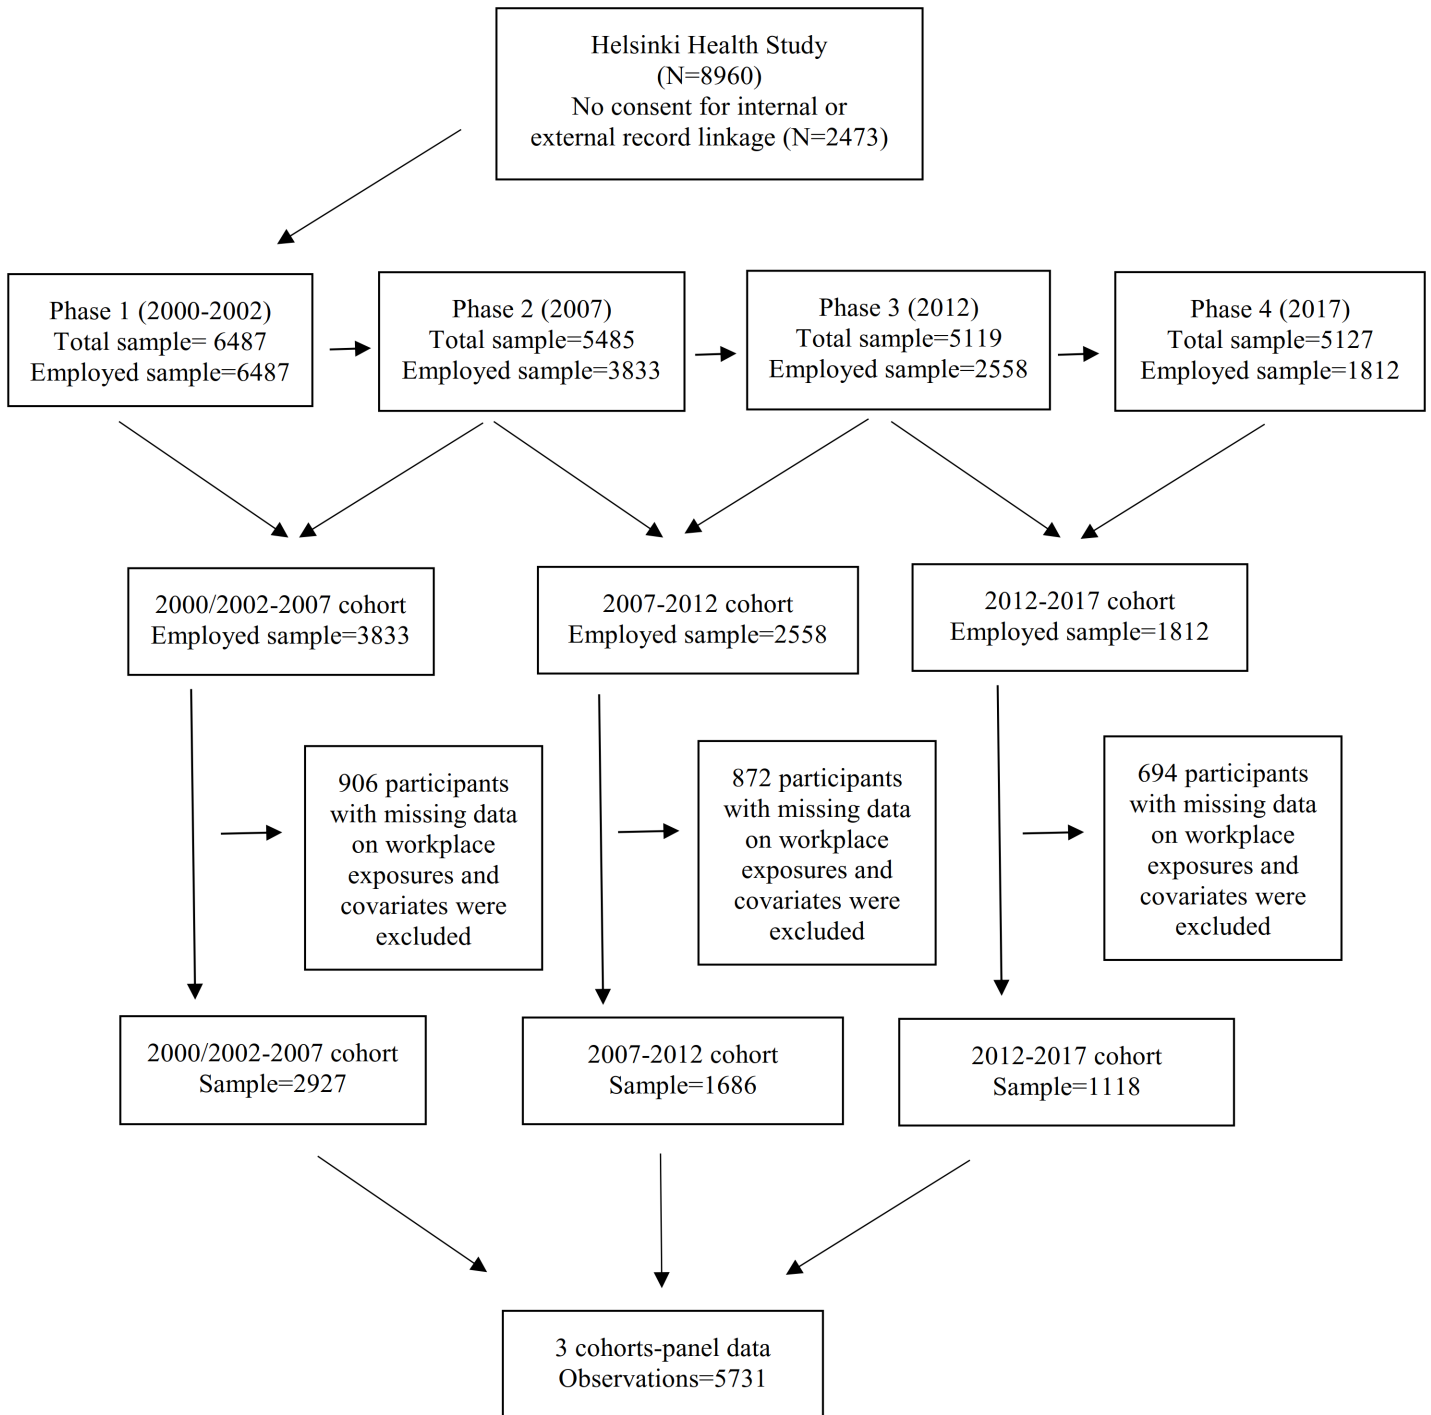 Helsinki Health Study
(N=8960)
No consent for internal or
external record linkage (N=2473)
Phase 1 (2000-2002)
Total sample= 6487
Employed sample=6487
Phase 2 (2007)
Total sample=5485
Employed sample=3833
Phase 3 (2012)
Total sample=5119
Employed sample=2558
Phase 4 (2017)
Total sample=5127
Employed sample=1812
2000/2002-2007 cohort
Employed sample=3833
2007-2012 cohort
Employed sample=2558
2012-2017 cohort
Employed sample=1812
906 participants
with missing data
on workplace
exposures and
covariates were
excluded
872 participants
with missing data
on workplace
exposures and
covariates were
excluded
694 participants
with missing data
on workplace
exposures and
covariates were
excluded
2000/2002-2007 cohort
Sample=2927
2007-2012 cohort
Sample=1686
2012-2017 cohort
Sample=1118
3 cohorts-panel data
Observations=5731